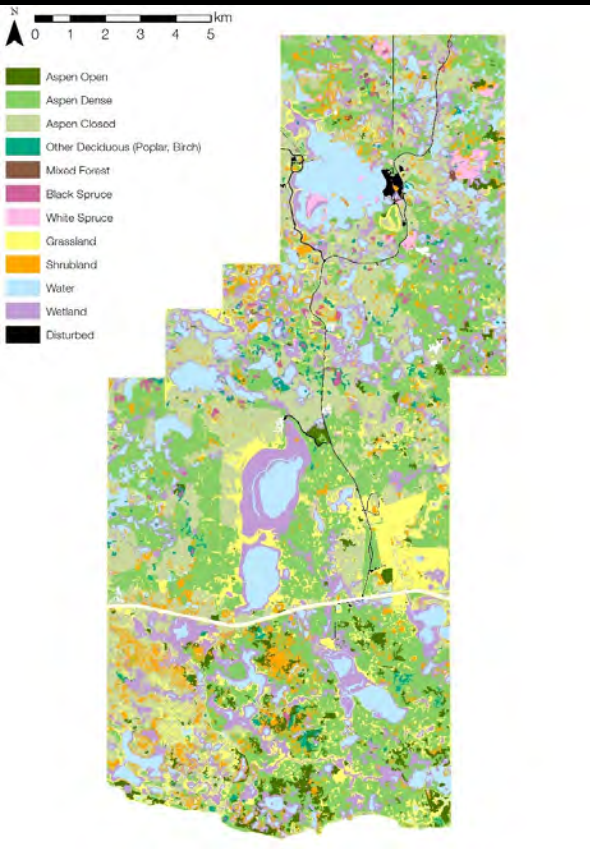 N
km
0 1 2 3 4 5
Aspen Open
Aspen Dense
Aspen Closed
Other Deciduous (Poplar, Birch)
Mixed Forest
Black Spruce
White Spruce
Grassland
Shrubland
Water
Wetland
Disturbed